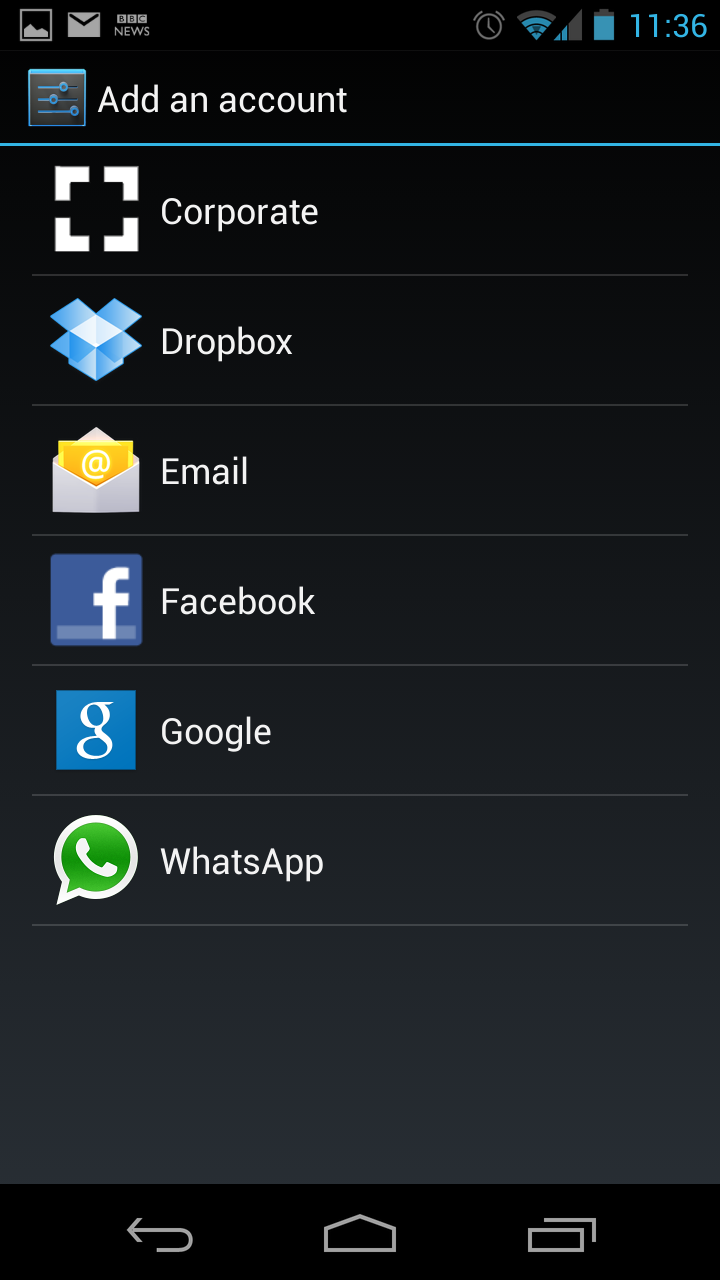 BBC
NEWS
11:36
Add an account
Corporate
Dropbox
@
Email
f
Facebook
g
Google
WhatsApp